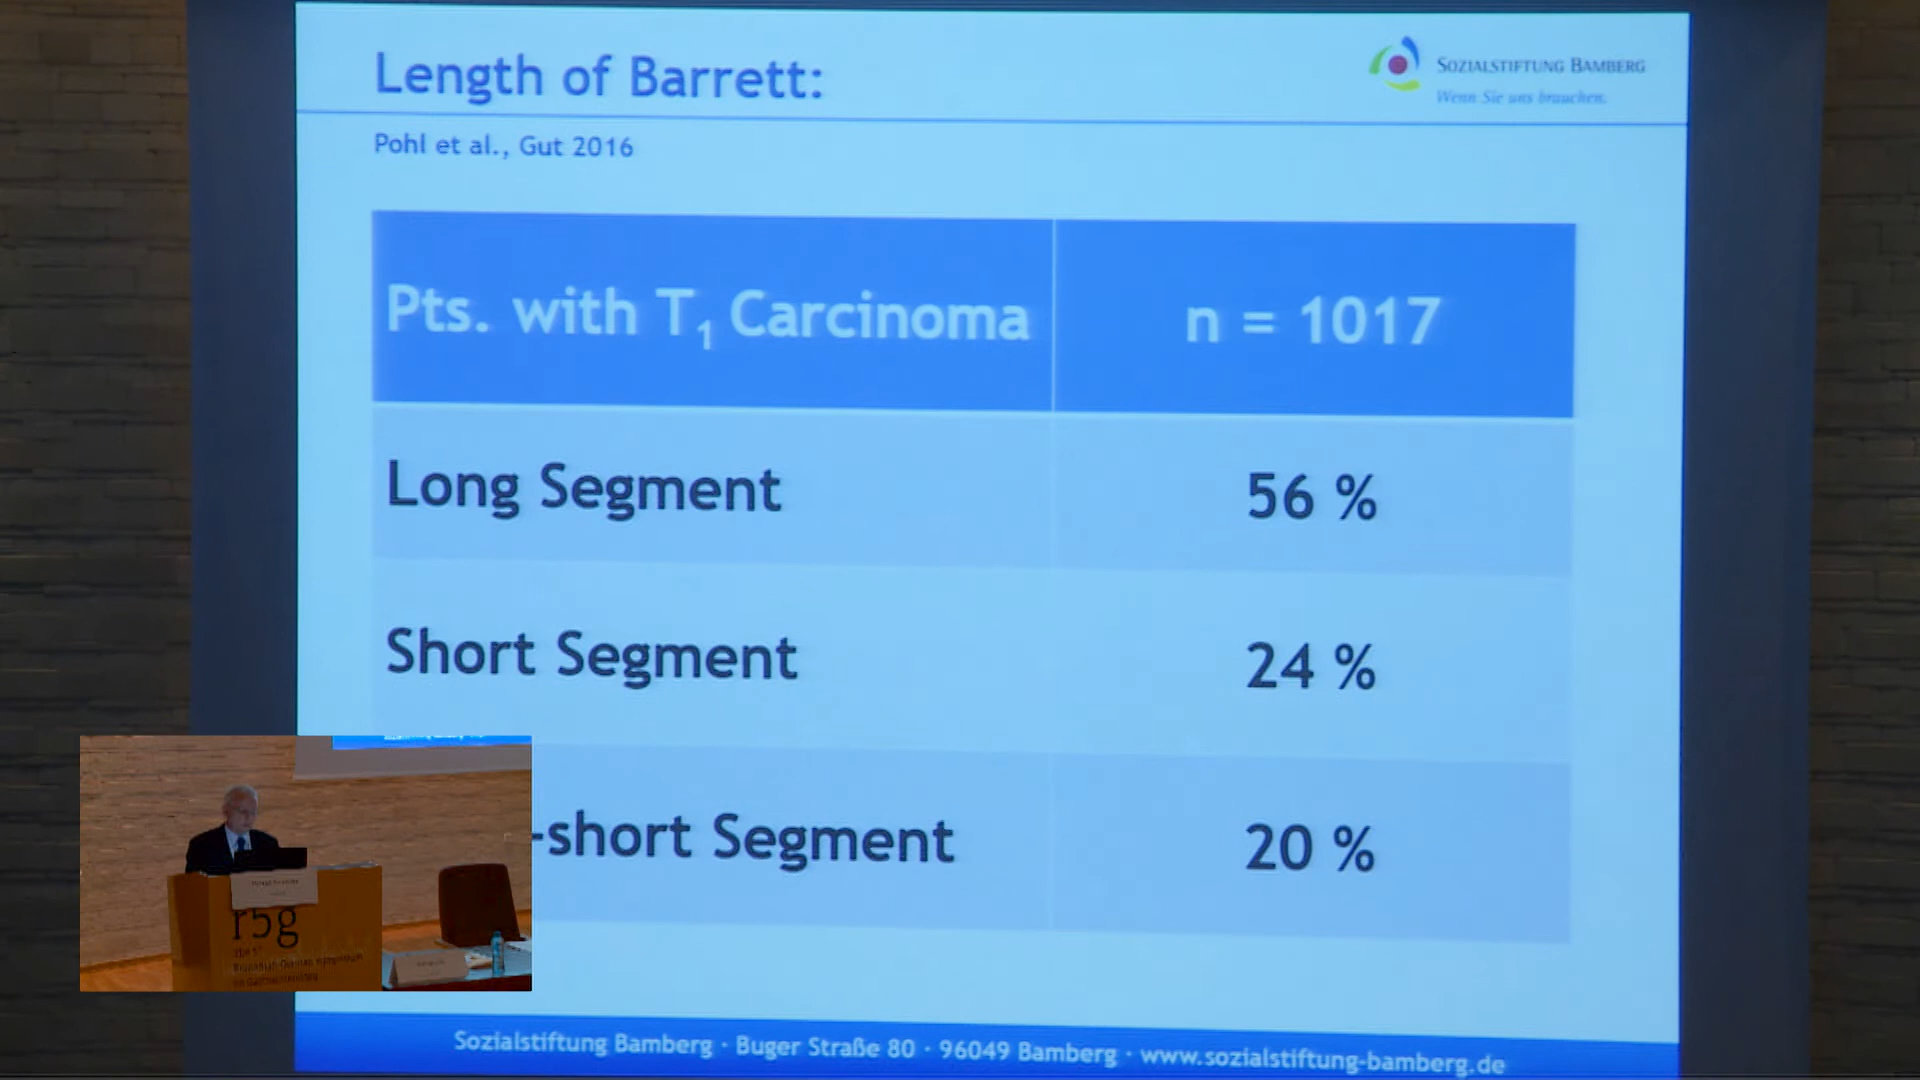 Length of Barrett:
SOZIALSTIFTUNG BAMBERG
Wenn Sie uns brauchen.
Pohl et al., Gut 2016
Pts. with T₁ Carcinoma n = 1017
Long Segment 56 %
Short Segment 24 %
-short Segment 20 %
r5g
Sozialstiftung Bamberg · Buger Straße 80 · 96049 Bamberg · www.sozialstiftung-bamberg.de